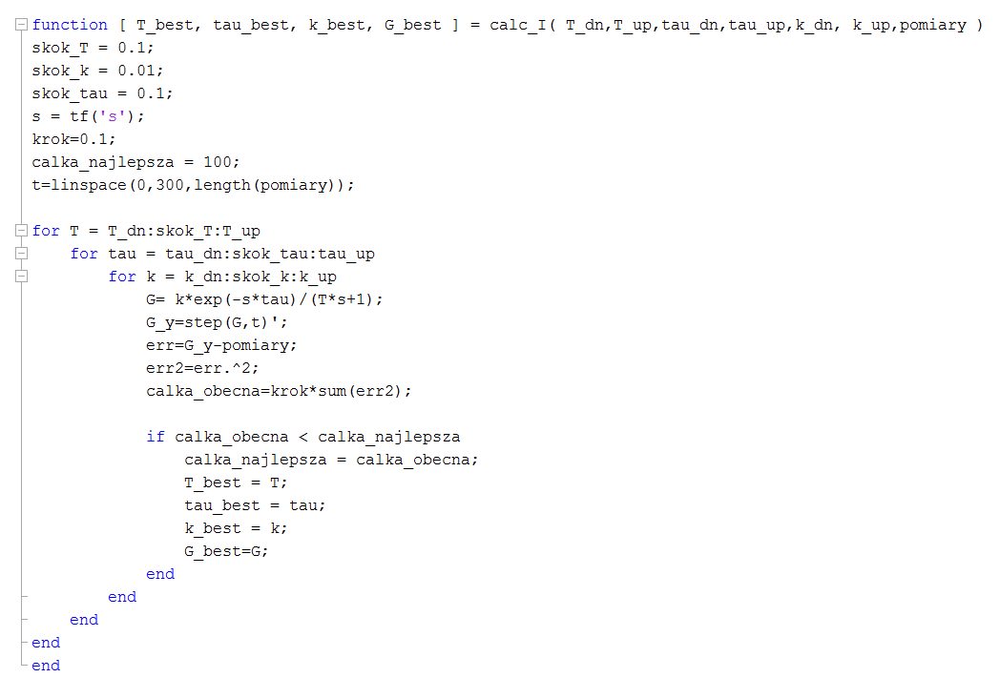 function [ T_best, tau_best, k_best, G_best ] = calc_I( T_dn,T_up,tau_dn,tau_up,k_dn, k_up,pomiary )
skok_T = 0.1;
skok_k = 0.01;
skok_tau = 0.1;
s = tf('s');
krok=0.1;
calka_najlepsza = 100;
t=linspace(0,300,length(pomiary));
for T = T_dn:skok_T:T_up
for tau = tau_dn:skok_tau:tau_up
for k = k_dn:skok_k:k_up
G= k*exp(-s*tau)/(T*s+1);
G_y=step(G,t)';
err=G_y-pomiary;
err2=err.^2;
calka_obecna=krok*sum(err2);
if calka_obecna < calka_najlepsza
calka_najlepsza = calka_obecna;
T_best = T;
tau_best = tau;
k_best = k;
G_best=G;
end
end
end
end
end